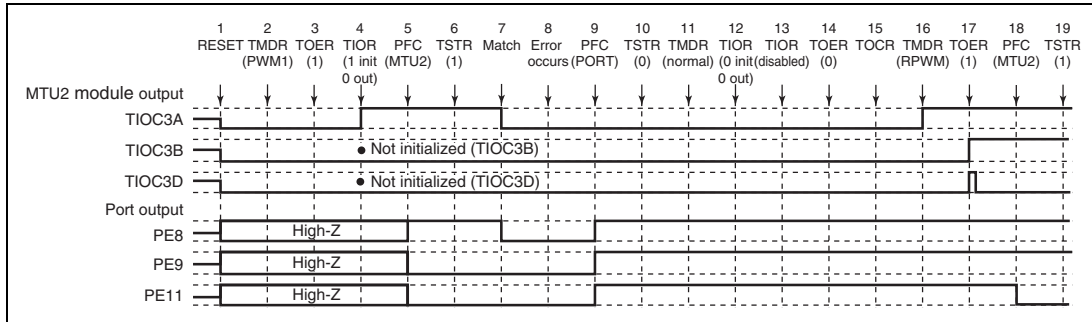 1 2 3 4 5 6 7 8 9 10 11 12 13 14 15 16 17 18 19
RESET TMDR TOER TIOR PFC TSTR Match Error PFC TSTR TMDR TIOR TIOR TOER TOCR TMDR TOER PFC TSTR
(PWM1) (1) (1 init (MTU2) (1) occurs (PORT) (0) (normal) (0 init (disabled) (0) (RPWM) (1) (MTU2) (1)
0 out) 0 out)
MTU2 module output
TIOC3A
TIOC3B • Not initialized (TIOC3B)
TIOC3D • Not initialized (TIOC3D)
Port output
PE8 High-Z
PE9 High-Z
PE11 High-Z